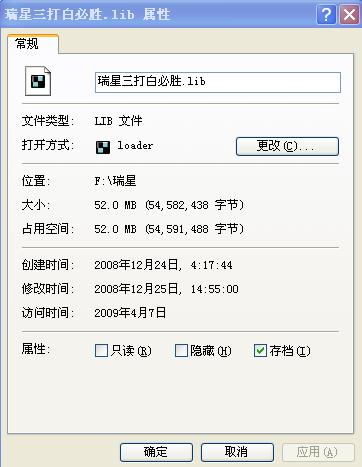 瑞星三打白必胜.lib 属性
常规
瑞星三打白必胜.lib
文件类型: LIB 文件
打开方式: loader 更改(C)...
位置: F:\瑞星
大小: 52.0 MB (54,582,438 字节)
占用空间: 52.0 MB (54,591,488 字节)
创建时间: 2008年12月24日, 4:17:44
修改时间: 2008年12月25日, 14:55:00
访问时间: 2009年4月7日
属性: 只读(R) 隐藏(H) 存档(I)
确定 取消 应用(A)